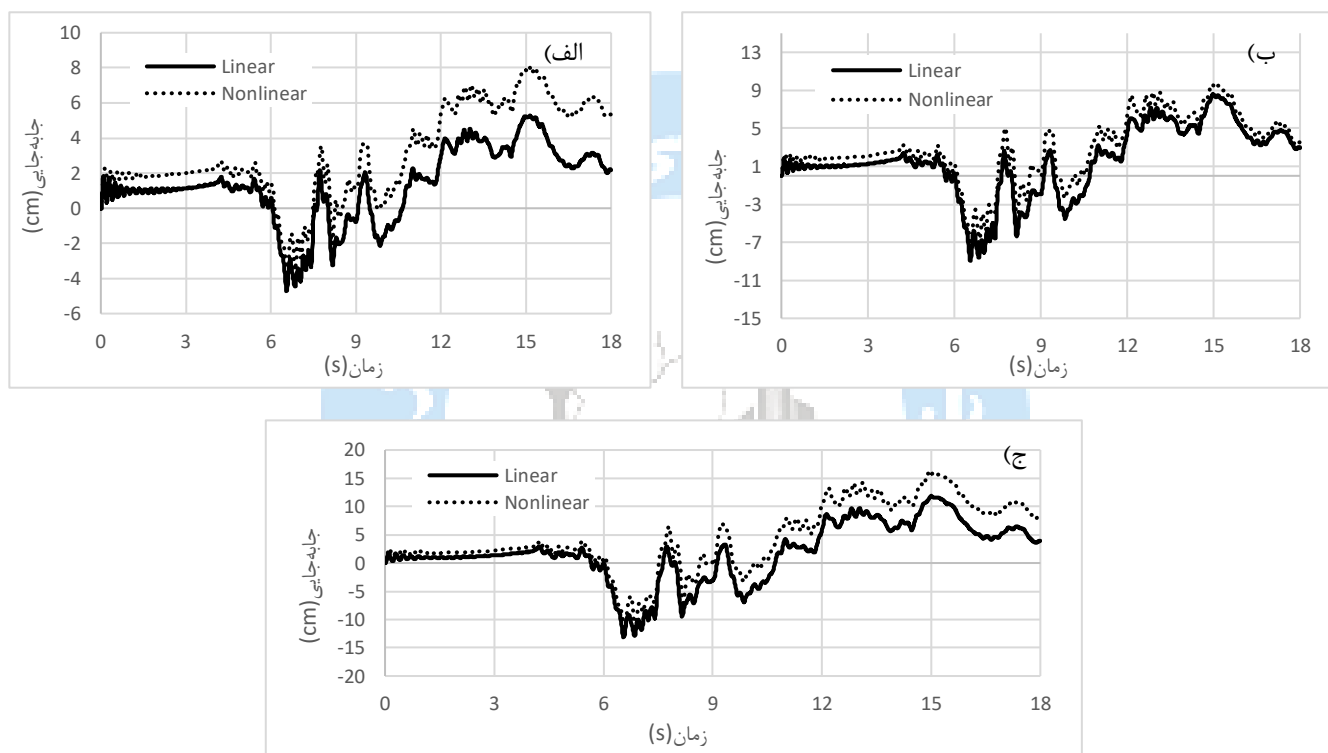 الف)
Linear
Nonlinear
10
8
6
4
2
0
-2
-4
-6
0 3 6 9 12 15 18
جابه‌جایی(cm)
زمان(s)
ب)
Linear
Nonlinear
13
9
5
1
-3
-7
-11
-15
0 3 6 9 12 15 18
جابه‌جایی(cm)
زمان(s)
ج)
Linear
Nonlinear
20
15
10
5
0
-5
-10
-15
-20
0 3 6 9 12 15 18
جابه‌جایی(cm)
زمان(s)